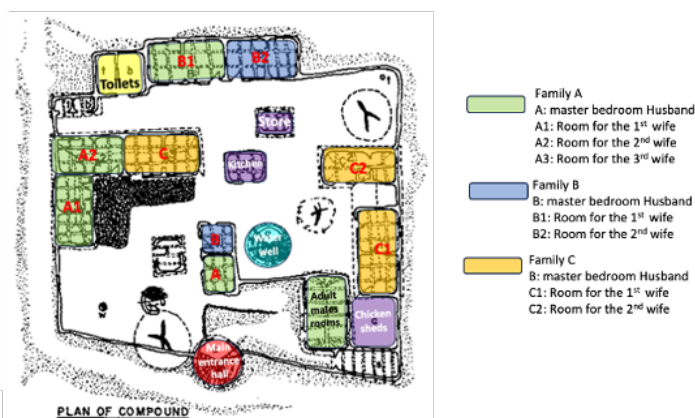 B1
B2
t b
Toilets
Store
A2
C
Kitchen
C2
A1
B
Water
well
C1
A
Adult
males
rooms
Chicken
sheds
Main
entrance
hall
PLAN OF COMPOUND
Family A
A: master bedroom Husband
A1: Room for the 1st wife
A2: Room for the 2nd wife
A3: Room for the 3rd wife
Family B
B: master bedroom Husband
B1: Room for the 1st wife
B2: Room for the 2nd wife
Family C
B: master bedroom Husband
C1: Room for the 1st wife
C2: Room for the 2nd wife